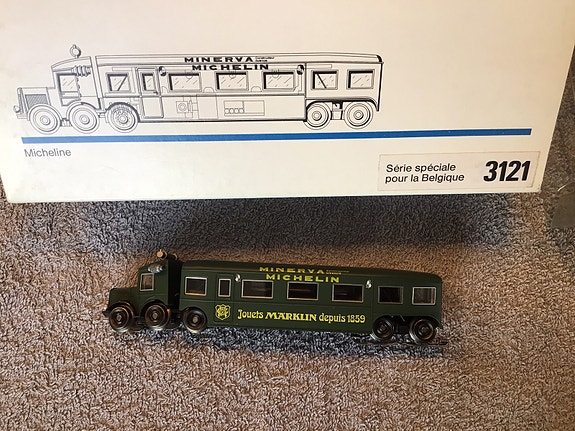 MINERVA
MICHELIN
Micheline
Série spéciale
pour la Belgique
3121
MINERVA
MICHELIN
Jouets MÄRKLIN depuis 1859